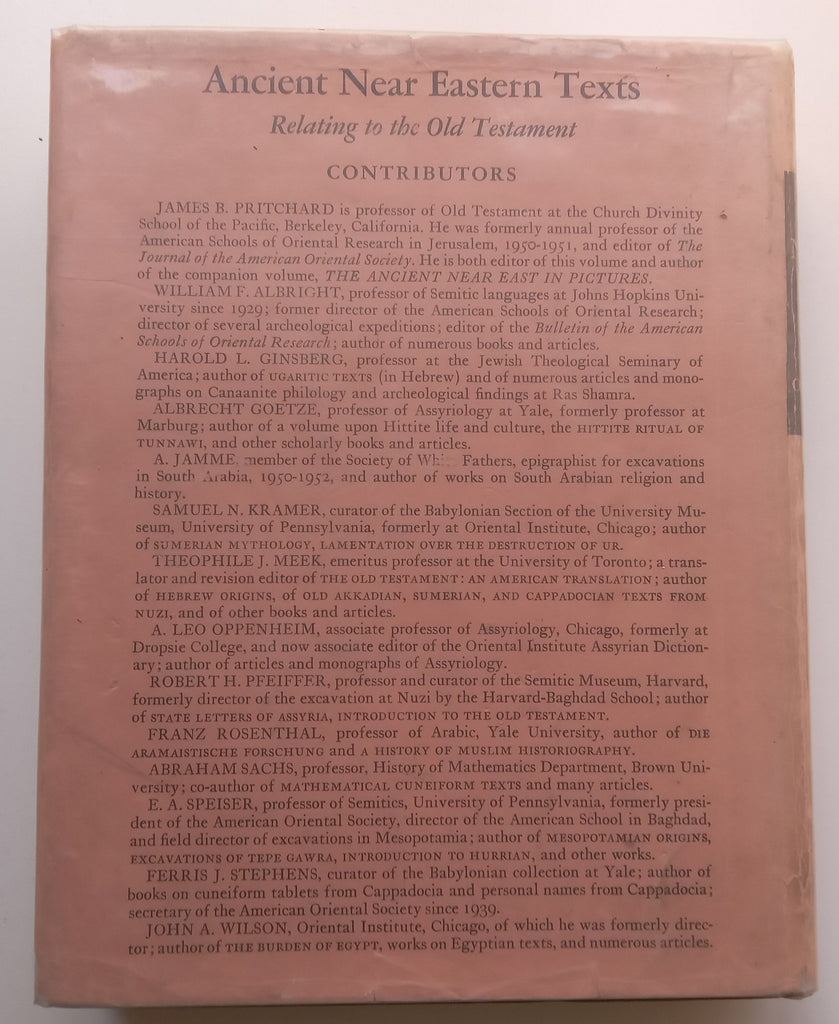 Ancient Near Eastern Texts
Relating to the Old Testament
CONTRIBUTORS
JAMES B. PRITCHARD is professor of Old Testament at the Church Divinity
School of the Pacific, Berkeley, California. He was formerly annual professor of the
American Schools of Oriental Research in Jerusalem, 1950-1951, and editor of The
Journal of the American Oriental Society. He is both editor of this volume and author
of the companion volume, THE ANCIENT NEAR EAST IN PICTURES.
WILLIAM F. ALBRIGHT, professor of Semitic languages at Johns Hopkins Uni-
versity since 1929; former director of the American Schools of Oriental Research;
director of several archeological expeditions; editor of the Bulletin of the American
Schools of Oriental Research; author of numerous books and articles.
HAROLD L. GINSBERG, professor at the Jewish Theological Seminary of
America; author of UGARITIC TEXTS (in Hebrew) and of numerous articles and mono-
graphs on Canaanite philology and archeological findings at Ras Shamra.
ALBRECHT GOETZE, professor of Assyriology at Yale, formerly professor at
Marburg; author of a volume upon Hittite life and culture, the HITTITE RITUAL OF
TUNNAWI, and other scholarly books and articles.
A. JAMME, member of the Society of Fathers, epigraphist for excavations
in South Arabia, 1950-1952, and author of works on South Arabian religion and
history.
SAMUEL N. KRAMER, curator of the Babylonian Section of the University Mu-
seum, University of Pennsylvania, formerly at Oriental Institute, Chicago; author
of SUMERIAN MYTHOLOGY, LAMENTATION OVER THE DESTRUCTION OF UR.
THEOPHILE J. MEEK, emeritus professor at the University of Toronto; a trans-
lator and revision editor of THE OLD TESTAMENT: AN AMERICAN TRANSLATION; author
of HEBREW ORIGINS, of OLD AKKADIAN, SUMERIAN, AND CAPPADOCIAN TEXTS FROM
NUZI, and of other books and articles.
A. LEO OPPENHEIM, associate professor of Assyriology, Chicago, formerly at
Dropsie College, and now associate editor of the Oriental Institute Assyrian Diction-
ary; author of articles and monographs of Assyriology.
ROBERT H. PFEIFFER, professor and curator of the Semitic Museum, Harvard,
formerly director of the excavation at Nuzi by the Harvard-Baghdad School; author
of STATE LETTERS OF ASSYRIA, INTRODUCTION TO THE OLD TESTAMENT.
FRANZ ROSENTHAL, professor of Arabic, Yale University, author of DIE
ARAMAISTISCHE FORSCHUNG and A HISTORY OF MUSLIM HISTORIOGRAPHY.
ABRAHAM SACHS, professor, History of Mathematics Department, Brown Uni-
versity; co-author of MATHEMATICAL CUNEIFORM TEXTS and many articles.
E. A. SPEISER, professor of Semitics, University of Pennsylvania, formerly presi-
dent of the American Oriental Society, director of the American School in Baghdad,
and field director of excavations in Mesopotamia; author of MESOPOTAMIAN ORIGINS,
EXCAVATIONS OF TEPE GAWRA, INTRODUCTION TO HURRIAN, and other works.
FERRIS J. STEPHENS, curator of the Babylonian collection at Yale; author of
books on cuneiform tablets from Cappadocia and personal names from Cappadocia;
secretary of the American Oriental Society since 1939.
JOHN A. WILSON, Oriental Institute, Chicago, of which he was formerly direc-
tor; author of THE BURDEN OF EGYPT, works on Egyptian texts, and numerous articles.